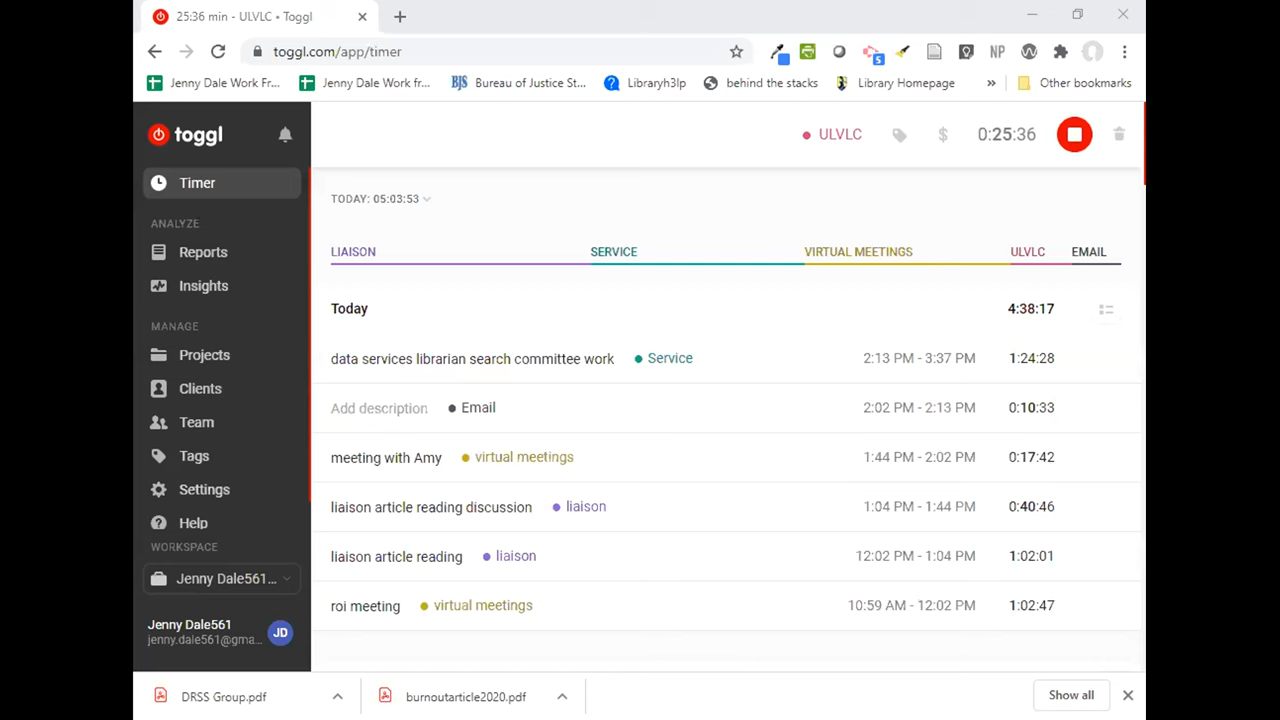 25:36 min - ULVLC • Toggl
toggl.com/app/timer
5
NP
Jenny Dale Work Fr...
Jenny Dale Work fr...
BJS Bureau of Justice St...
Libraryh3lp
behind the stacks
Library Homepage
»
Other bookmarks
toggl
ULVLC
$
0:25:36
Timer
ANALYZE
Reports
Insights
MANAGE
Projects
Clients
Team
Tags
Settings
Help
WORKSPACE
Jenny Dale561...
Jenny Dale561
jenny.dale561@gma...
JD
TODAY: 05:03:53
LIAISON SERVICE VIRTUAL MEETINGS ULVLC EMAIL
Today 4:38:17
data services librarian search committee work • Service 2:13 PM - 3:37 PM 1:24:28
Add description • Email 2:02 PM - 2:13 PM 0:10:33
meeting with Amy • virtual meetings 1:44 PM - 2:02 PM 0:17:42
liaison article reading discussion • liaison 1:04 PM - 1:44 PM 0:40:46
liaison article reading • liaison 12:02 PM - 1:04 PM 1:02:01
roi meeting • virtual meetings 10:59 AM - 12:02 PM 1:02:47
DRSS Group.pdf
burnoutarticle2020.pdf
Show all